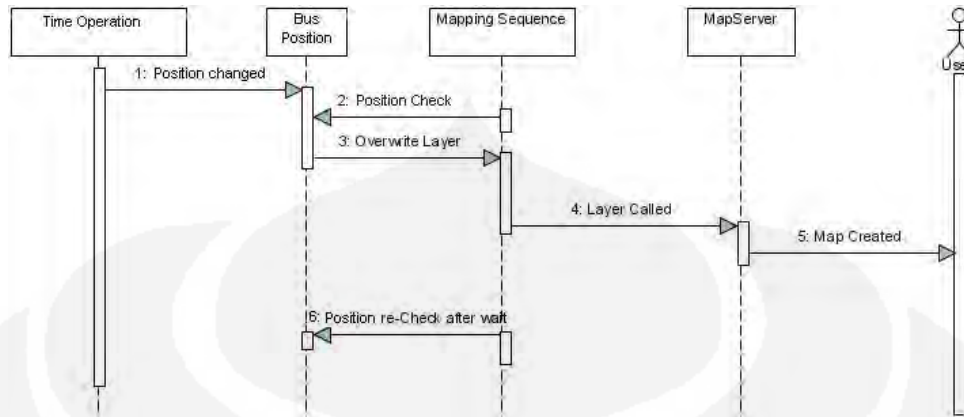 Time Operation
Bus
Position
Mapping Sequence
MapServer
Use
1: Position changed
2: Position Check
3: Overwrite Layer
4: Layer Called
5: Map Created
6: Position re-Check after wait